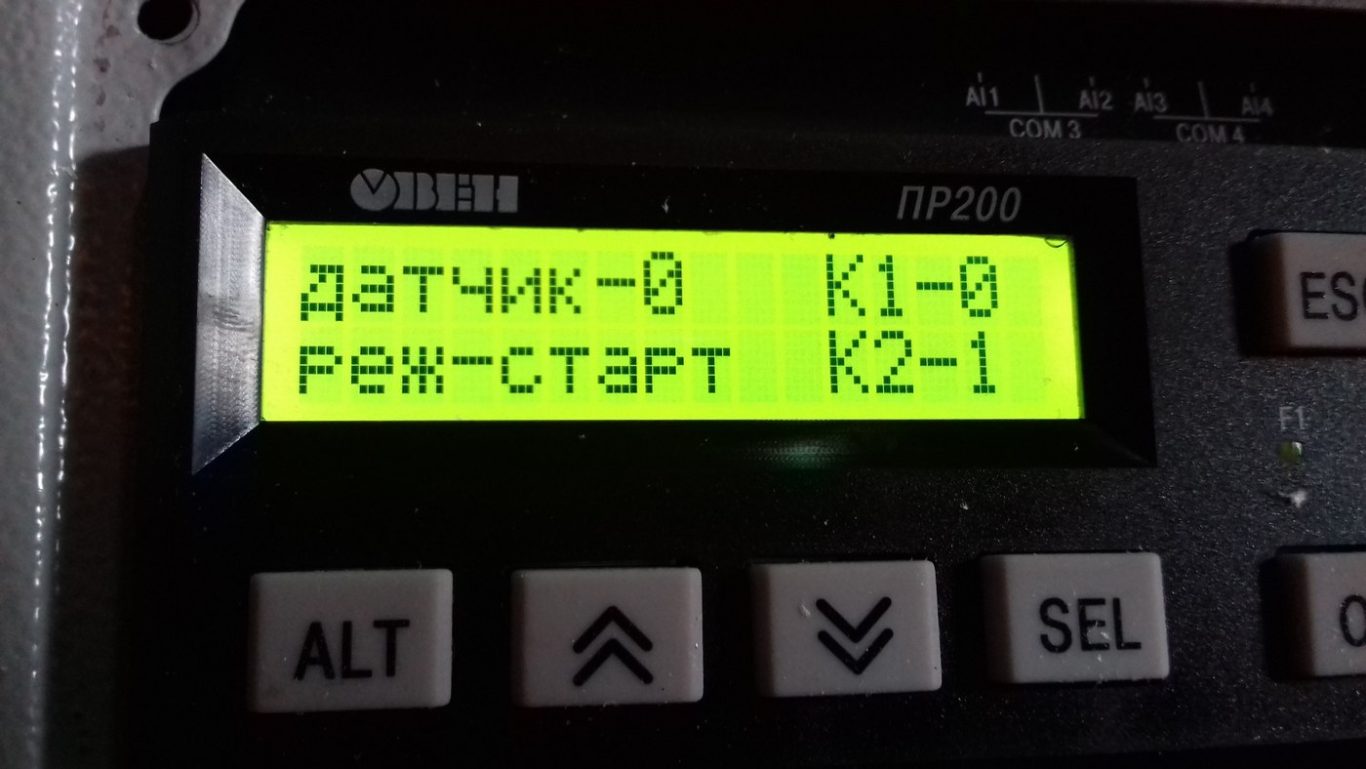 AI1 AI2 AI3 AI4
COM 3 COM 4
ОВЕН ПР200
датчик-0 К1-0
реж-старт К2-1
ES
F1
ALT SEL